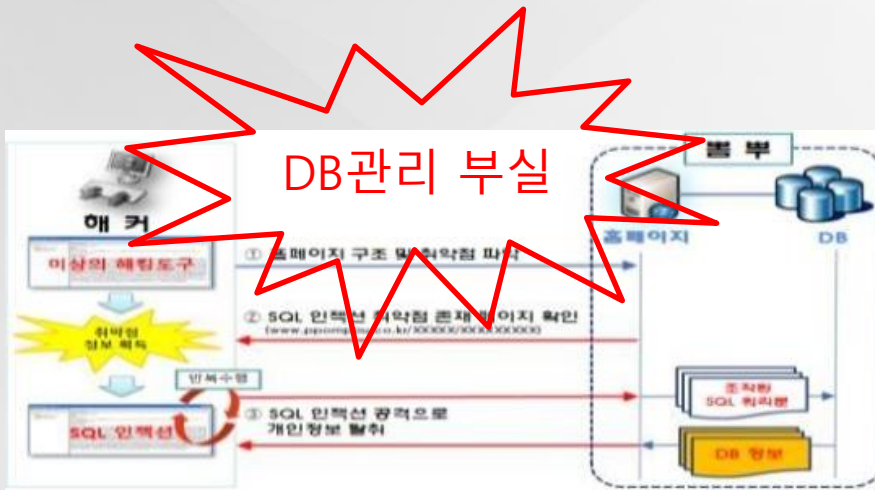 DB관리 부실
뽐 뿌
해 커
홈페이지
DB
이상의 해킹도구
① 홈페이지 구조 및 취약점 파악
② SQL 인젝션 취약점 존재 페이지 확인
취약점
정보 획득
반복수행
조작된
SQL 쿼리문
③ SQL 인젝션 공격으로
개인정보 탈취
SQL 인젝션
DB 정보